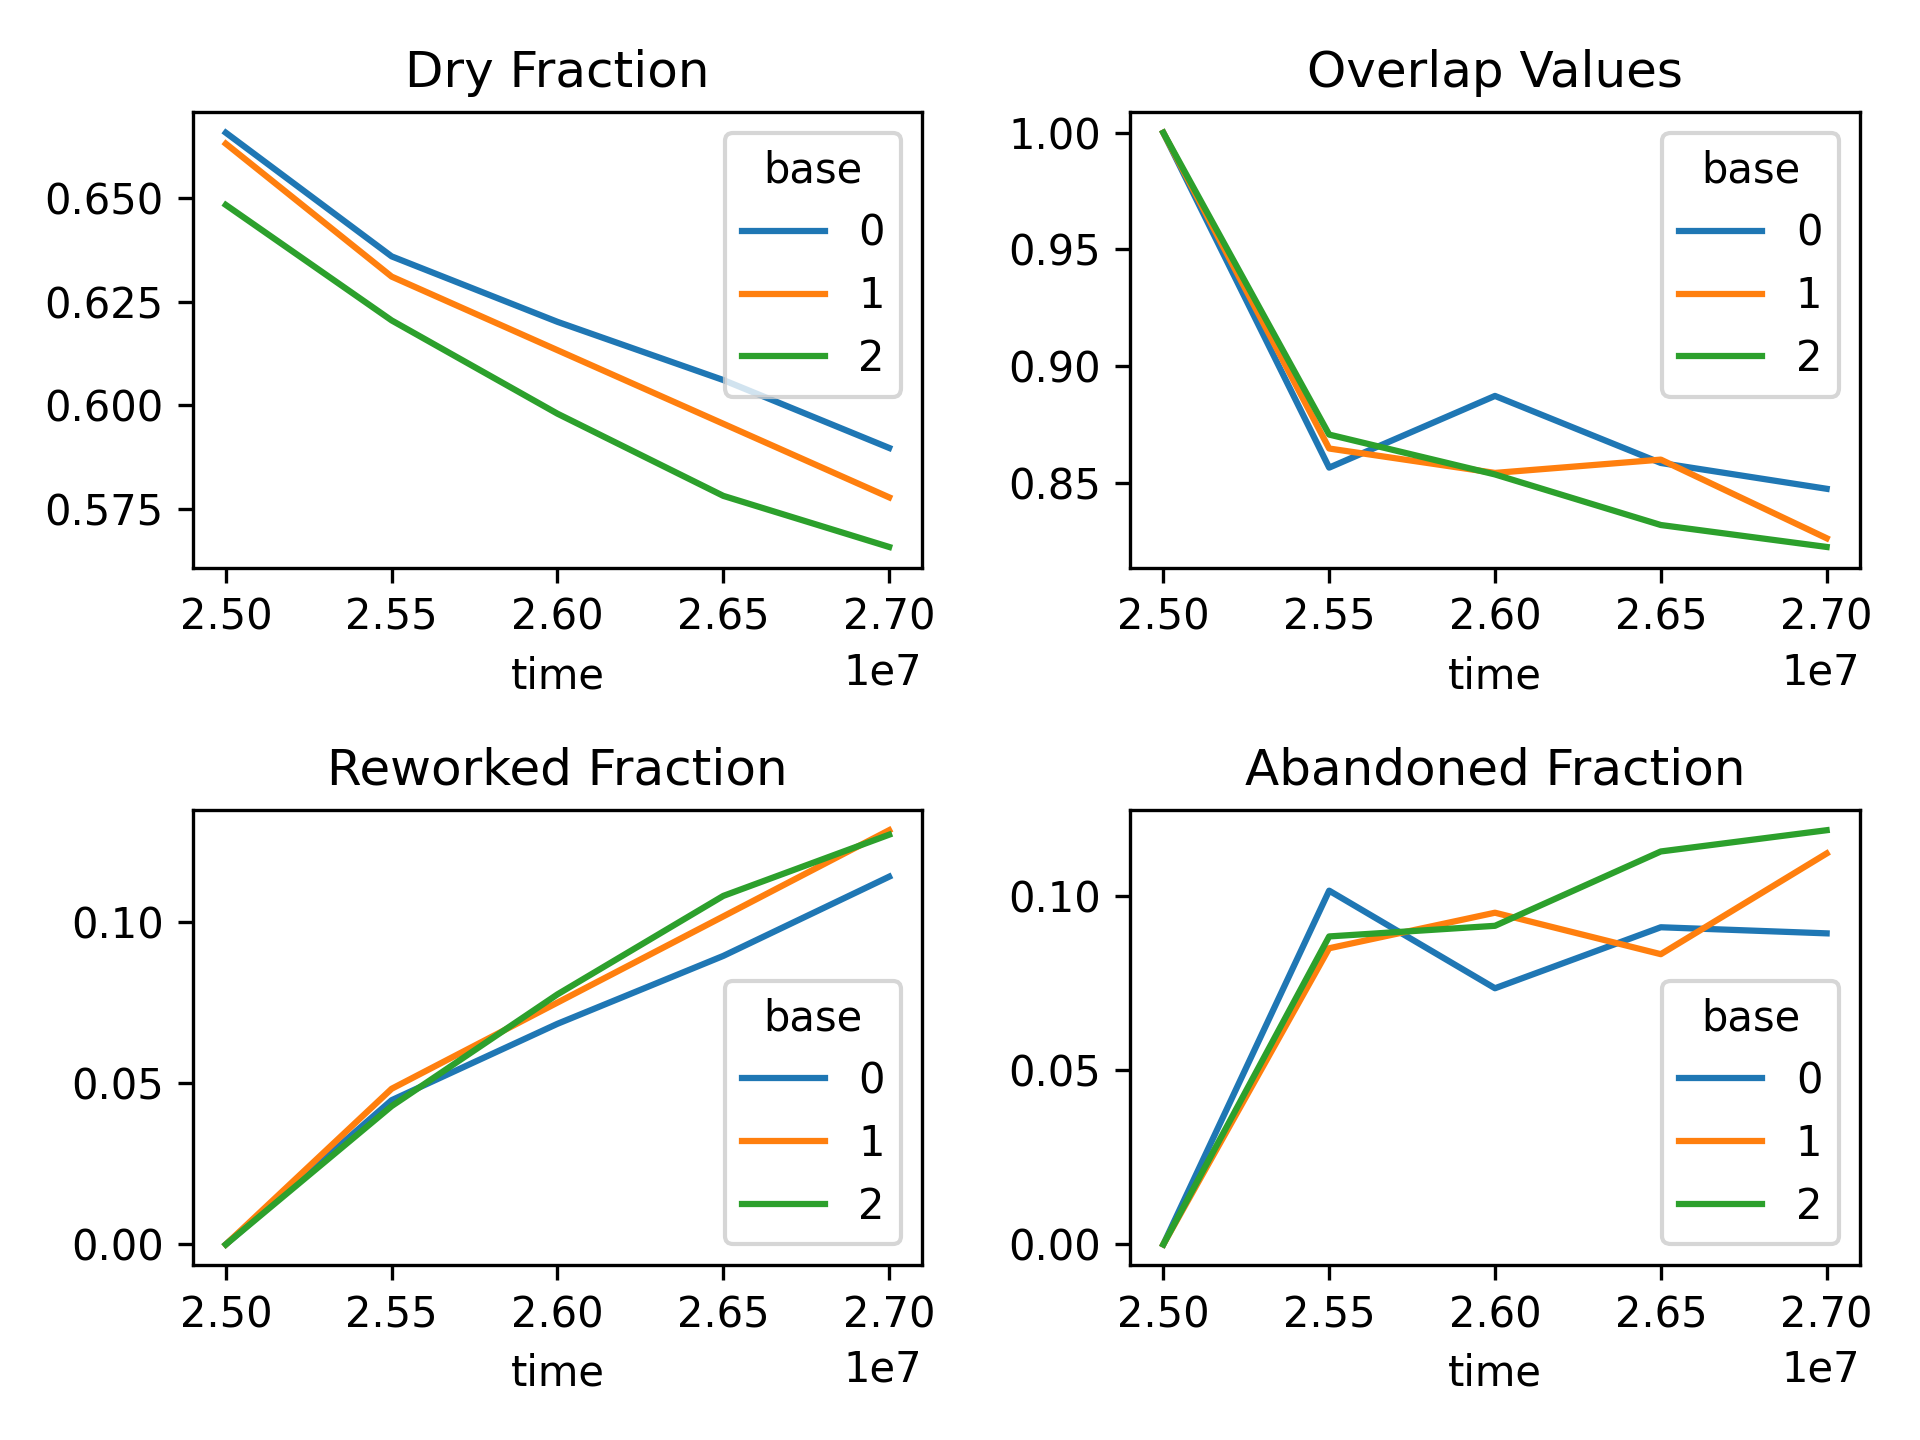 Dry Fraction
0.650
0.625
0.600
0.575
base
0
1
2
2.50 2.55 2.60 2.65 2.70
time
1e7
Overlap Values
1.00
0.95
0.90
0.85
base
0
1
2
2.50 2.55 2.60 2.65 2.70
time
1e7
Reworked Fraction
0.10
0.05
0.00
base
0
1
2
2.50 2.55 2.60 2.65 2.70
time
1e7
Abandoned Fraction
0.10
0.05
0.00
base
0
1
2
2.50 2.55 2.60 2.65 2.70
time
1e7